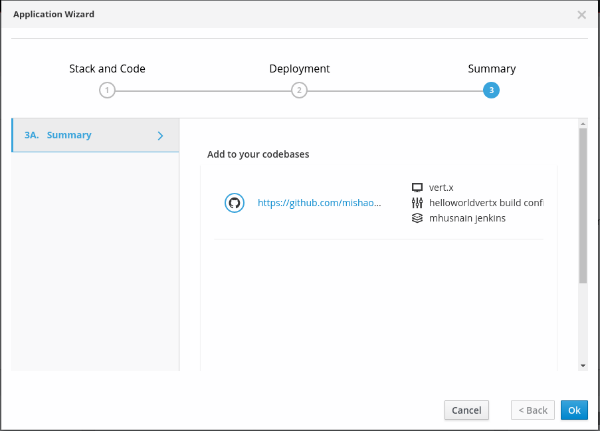 Application Wizard
Stack and Code
Deployment
Summary
1
2
3
3A. Summary
Add to your codebases
https://github.com/mishao...
vert.x
helloworldvertx build confi
mhusnain jenkins
Cancel
< Back
Ok